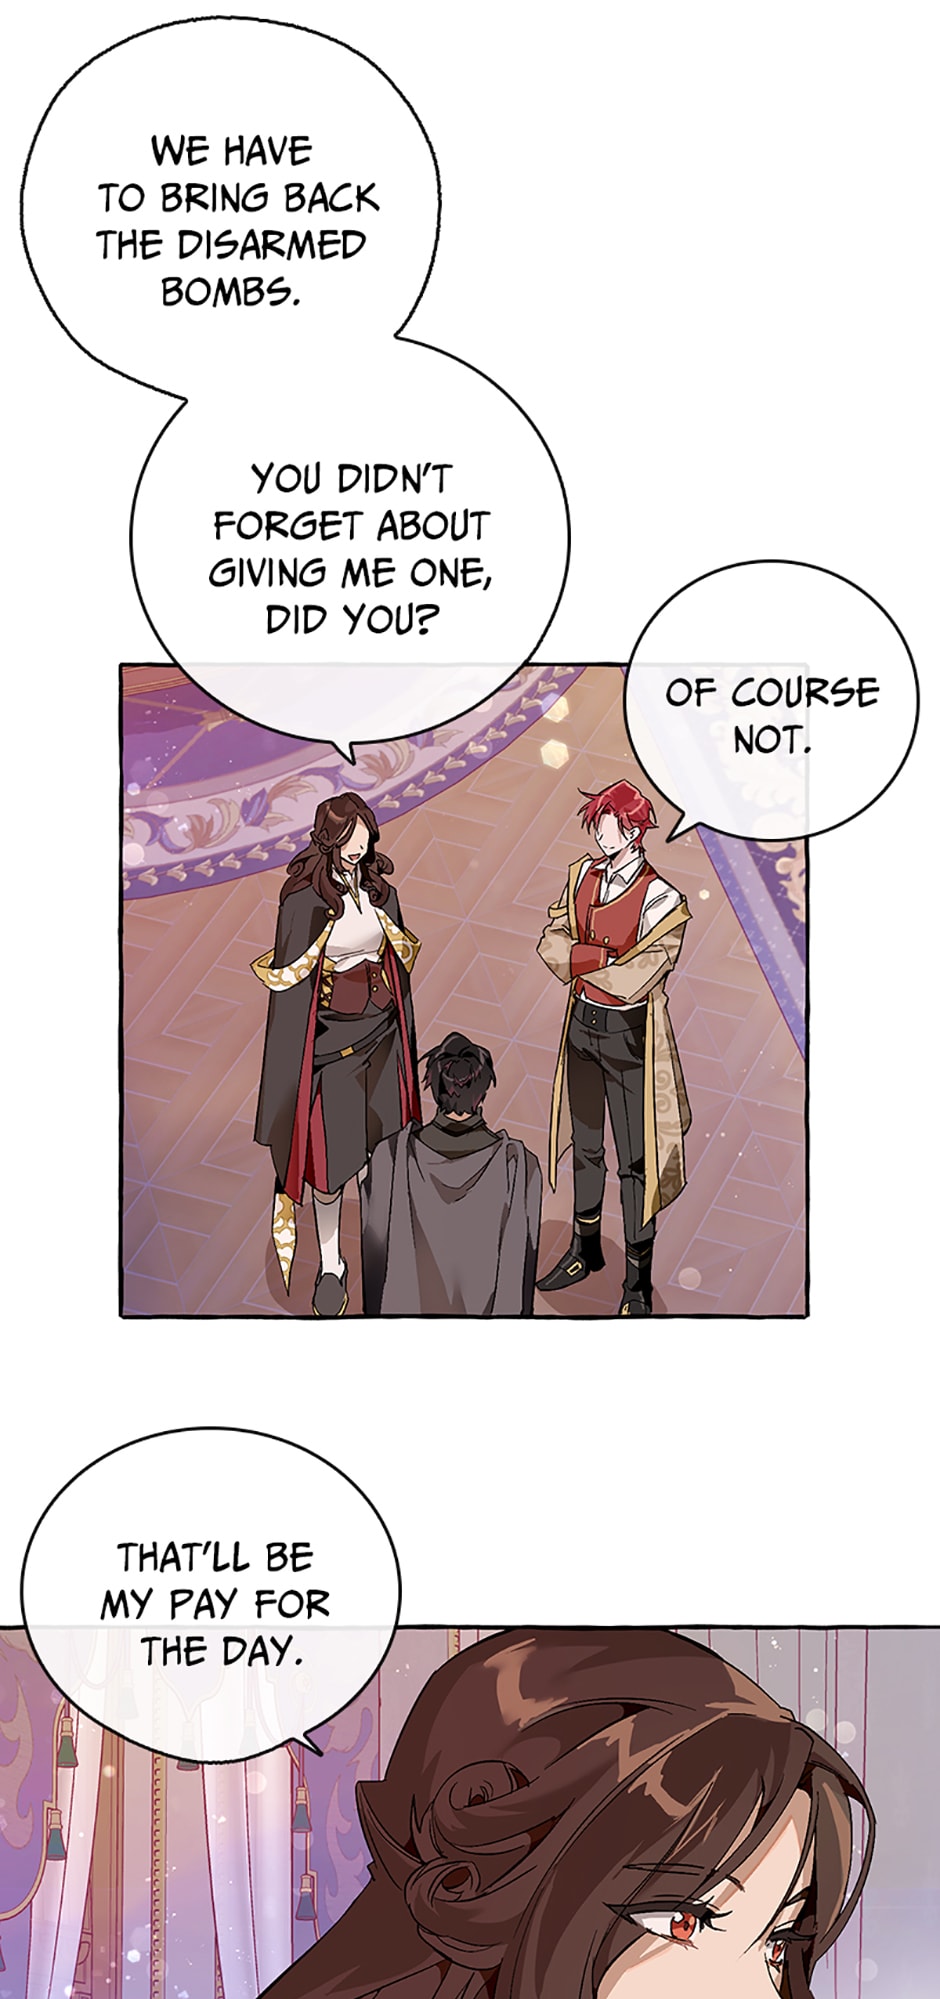 WE HAVE
TO BRING BACK
THE DISARMED
BOMBS.
YOU DIDN'T
FORGET ABOUT
GIVING ME ONE,
DID YOU?
OF COURSE
NOT.
THAT'LL BE
MY PAY FOR
THE DAY.